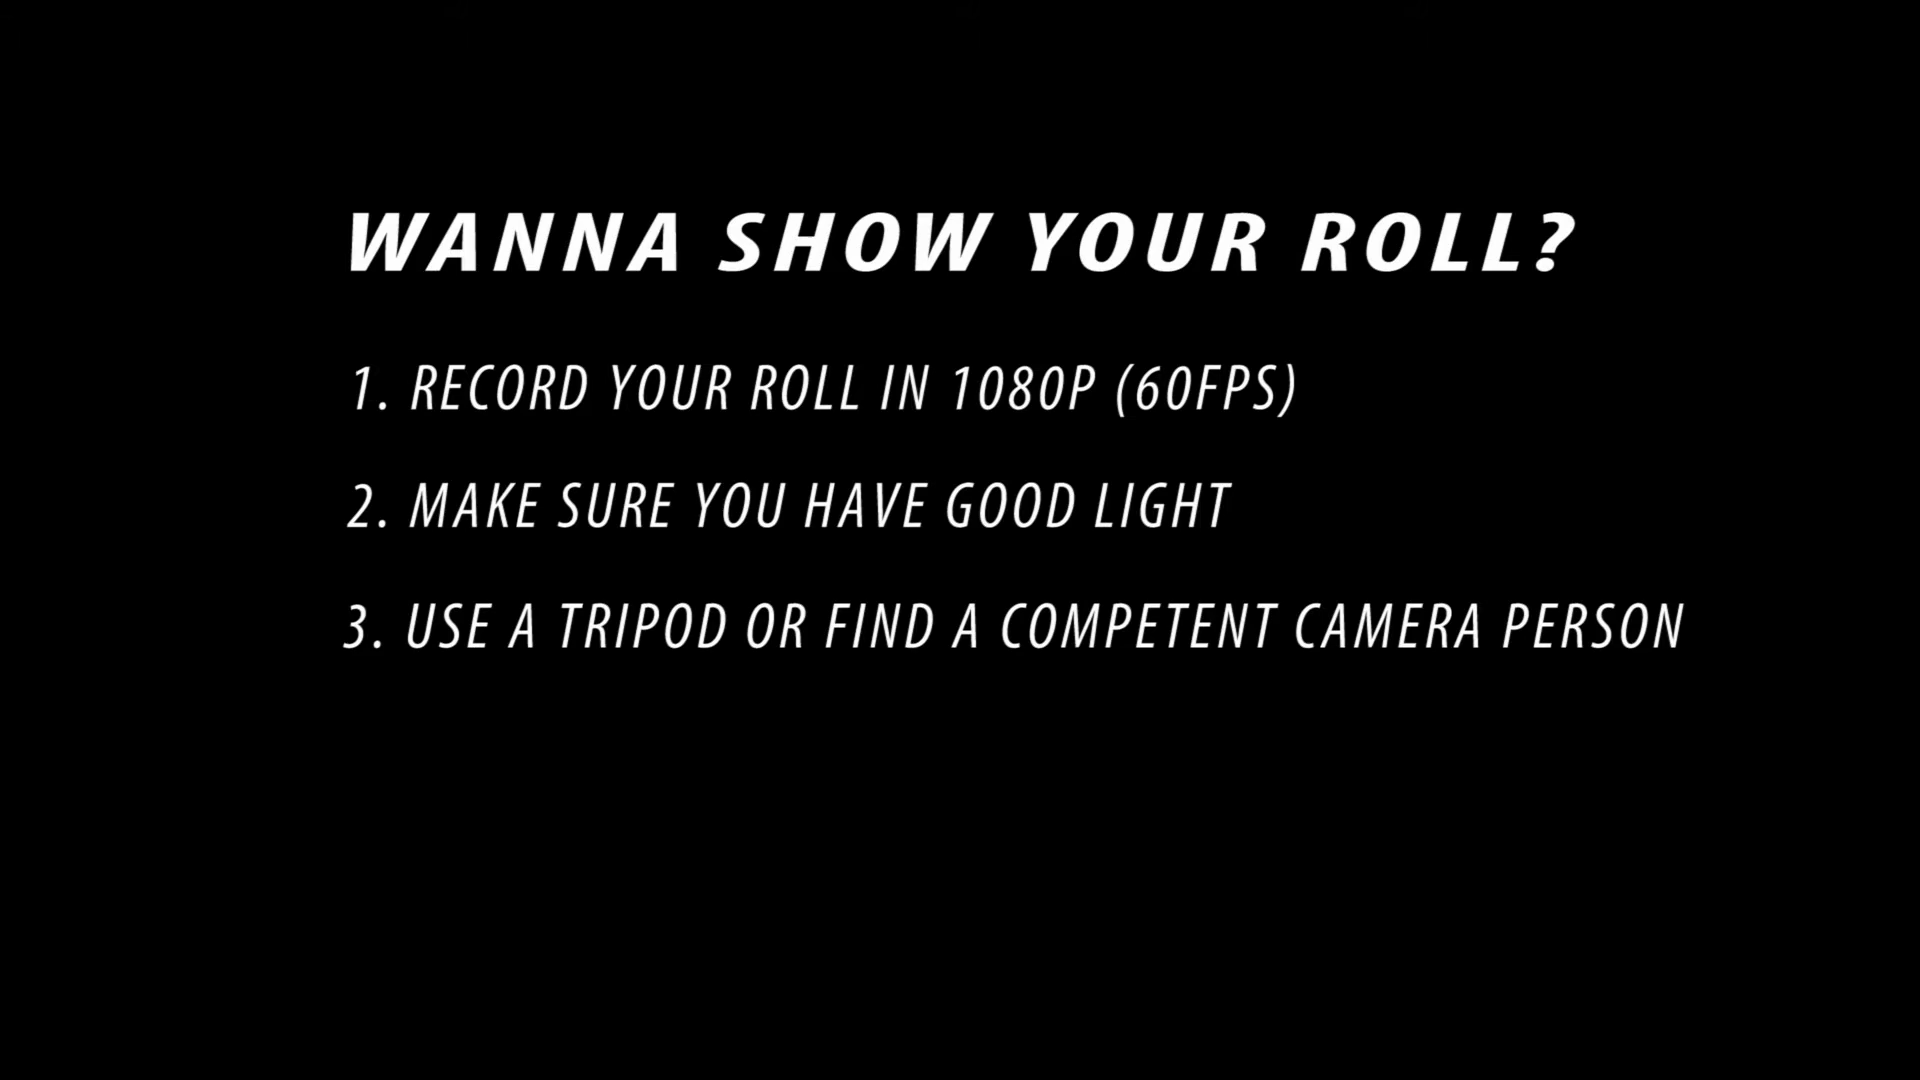 WANNA SHOW YOUR ROLL?
1. RECORD YOUR ROLL IN 1080P (60FPS)
2. MAKE SURE YOU HAVE GOOD LIGHT
3. USE A TRIPOD OR FIND A COMPETENT CAMERA PERSON